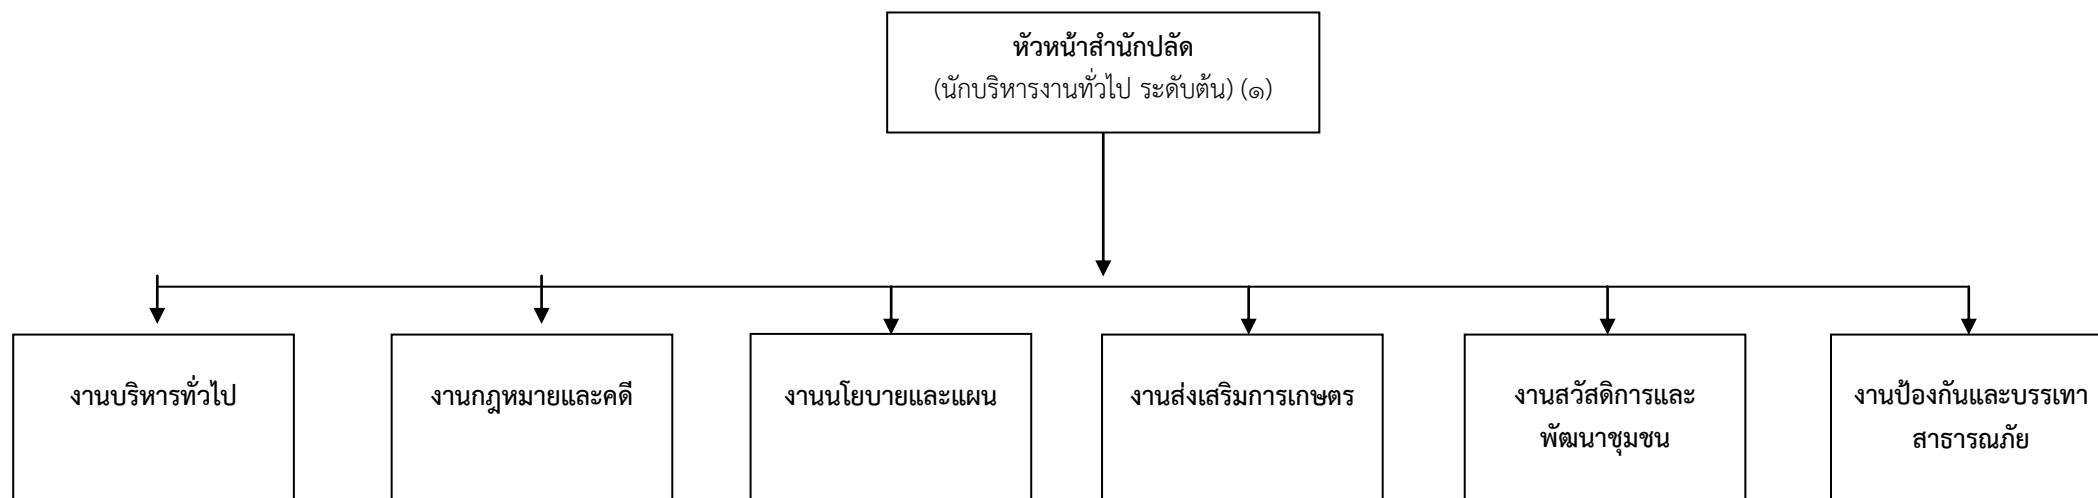 หัวหน้าสำนักปลัด
(นักบริหารงานทั่วไป ระดับต้น) (๑)
งานบริหารทั่วไป
งานกฎหมายและคดี
งานนโยบายและแผน
งานส่งเสริมการเกษตร
งานสวัสดิการและ
พัฒนาชุมชน
งานป้องกันและบรรเทา
สาธารณภัย